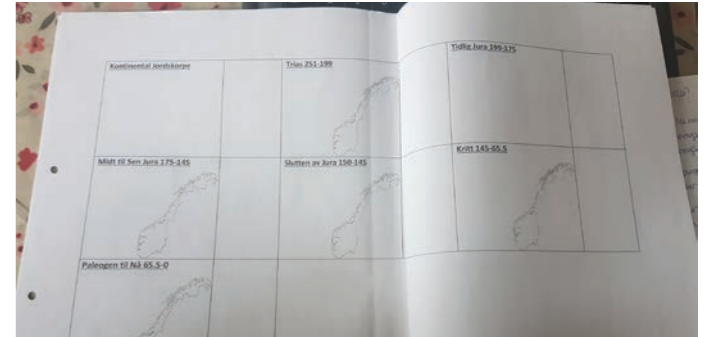 Kontinental Jordskorpe
Trias 251-199
Tidlig Jura 199-175
Midt til Sen Jura 175-145
Slutten av Jura 150-145
Kritt 145-65.5
Paleogen til Nå 65.5-0